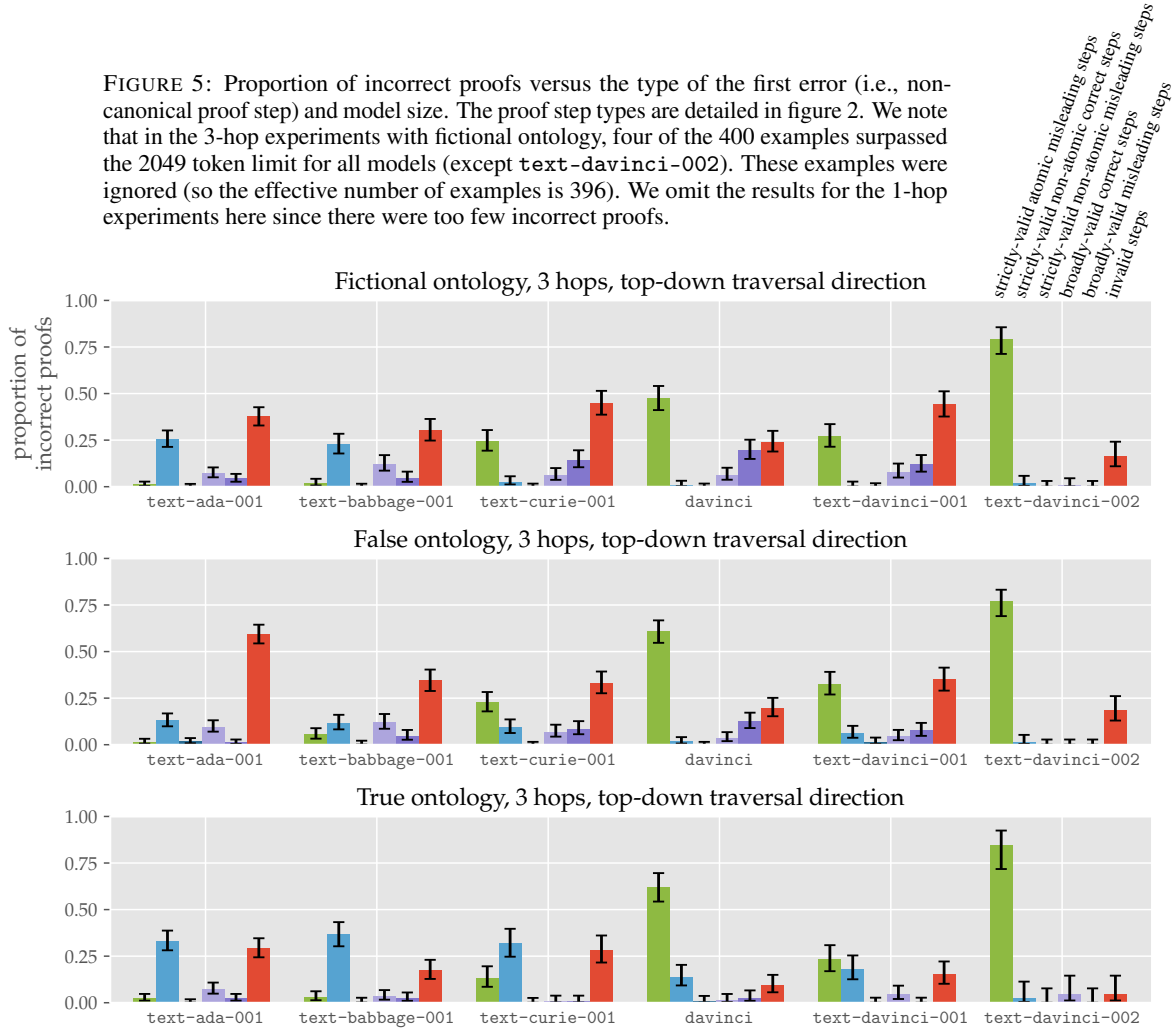 FIGURE 5: Proportion of incorrect proofs versus the type of the first error (i.e., non-
canonical proof step) and model size. The proof step types are detailed in figure 2. We note
that in the 3-hop experiments with fictional ontology, four of the 400 examples surpassed
the 2049 token limit for all models (except text-davinci-002). These examples were
ignored (so the effective number of examples is 396). We omit the results for the 1-hop
experiments here since there were too few incorrect proofs.
strictly-valid atomic misleading steps
strictly-valid non-atomic correct steps
strictly-valid non-atomic misleading steps
broadly-valid correct steps
broadly-valid misleading steps
invalid steps
Fictional ontology, 3 hops, top-down traversal direction
proportion of
incorrect proofs
1.00
0.75
0.50
0.25
0.00
text-ada-001 text-babbage-001 text-curie-001 davinci text-davinci-001 text-davinci-002
False ontology, 3 hops, top-down traversal direction
1.00
0.75
0.50
0.25
0.00
text-ada-001 text-babbage-001 text-curie-001 davinci text-davinci-001 text-davinci-002
True ontology, 3 hops, top-down traversal direction
1.00
0.75
0.50
0.25
0.00
text-ada-001 text-babbage-001 text-curie-001 davinci text-davinci-001 text-davinci-002